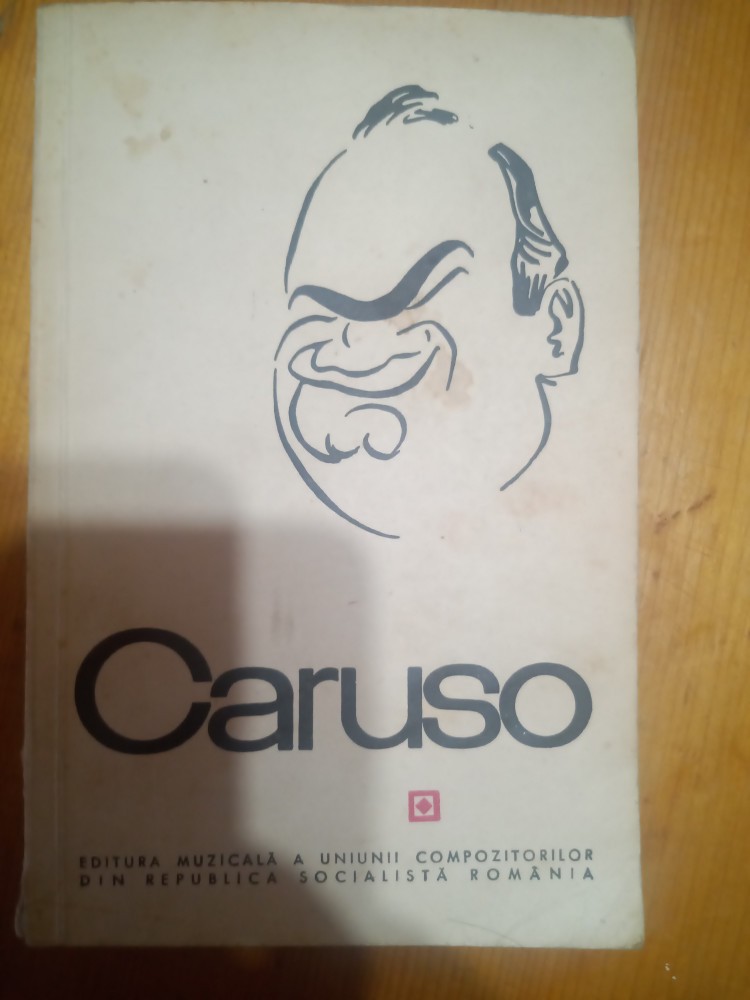 Caruso
EDITURA MUZICALĂ A UNIUNII COMPOZITORILOR
DIN REPUBLICA SOCIALISTĂ ROMÂNIA